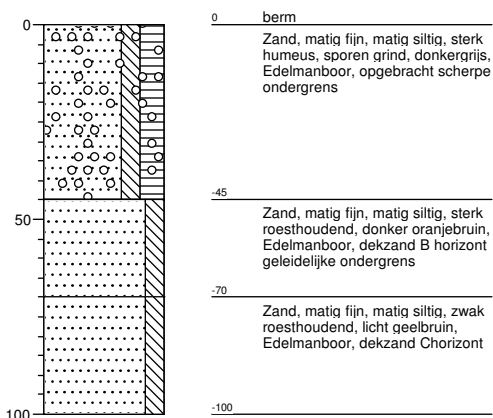 0
0
berm
Zand, matig fijn, matig siltig, sterk
humeus, sporen grind, donkergrijs,
Edelmanboor, opgebracht scherpe
ondergrens
-45
50
Zand, matig fijn, matig siltig, sterk
roesthoudend, donker oranjebruin,
Edelmanboor, dekzand B horizont
geleidelijke ondergrens
-70
Zand, matig fijn, matig siltig, zwak
roesthoudend, licht geelbruin,
Edelmanboor, dekzand Chorizont
100
-100